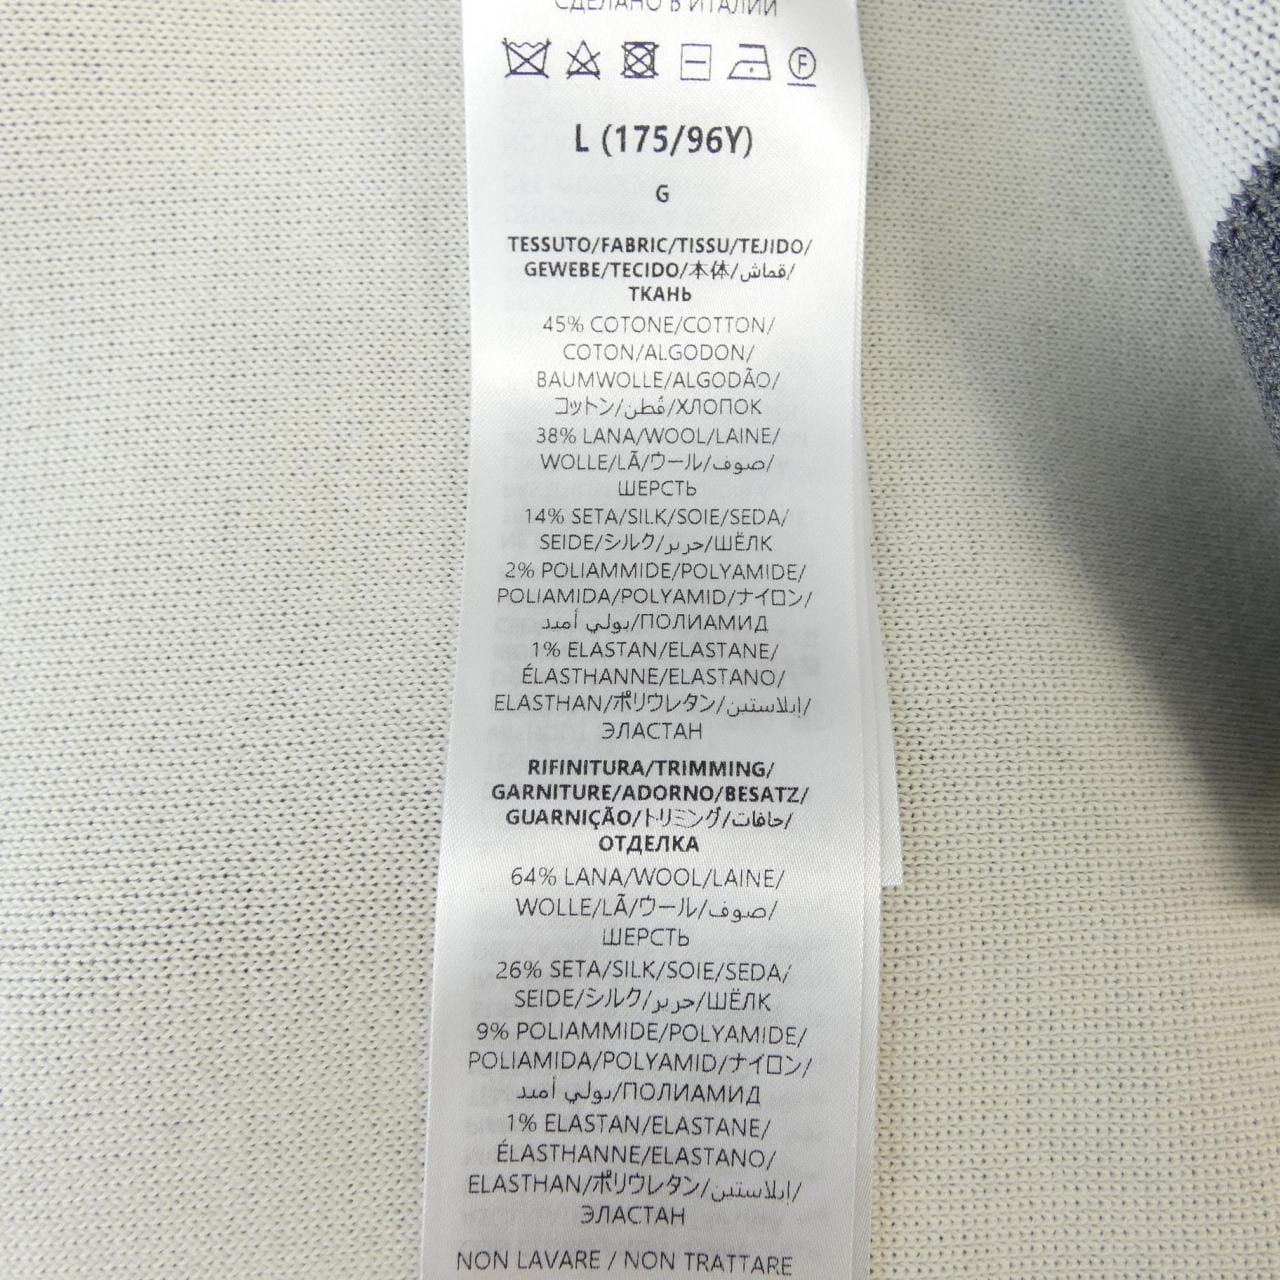 СДЕЛАНО В ИТАЛИИ
F
L (175/96Y)
G
TESSUTO/FABRIC/TISSU/TEJIDO/
GEWEBE/TECIDO/本体/قماش/
ТКАНЬ
45% COTONE/COTTON/
COTON/ALGODON/
BAUMWOLLE/ALGODÃO/
コットン/قُطن/ХЛОПОК
38% LANA/WOOL/LAINE/
WOLLE/LÃ/ウール/صوف/
ШЕРСТЬ
14% SETA/SILK/SOIE/SEDA/
SEIDE/シルク/حرير/ШЁЛК
2% POLIAMMIDE/POLYAMIDE/
POLIAMIDA/POLYAMID/ナイロン/
بولي أميد/ПОЛИАМИД
1% ELASTAN/ELASTANE/
ÉLASTHANNE/ELASTANO/
ELASTHAN/ポリウレタン/إيلاستين/
ЭЛАСТАН
RIFINITURA/TRIMMING/
GARNITURE/ADORNO/BESATZ/
GUARNIÇÃO/トリミング/حافات/
ОТДЕЛКА
64% LANA/WOOL/LAINE/
WOLLE/LÃ/ウール/صوف/
ШЕРСТЬ
26% SETA/SILK/SOIE/SEDA/
SEIDE/シルク/حرير/ШЁЛК
9% POLIAMMIDE/POLYAMIDE/
POLIAMIDA/POLYAMID/ナイロン/
بولي أميد/ПОЛИАМИД
1% ELASTAN/ELASTANE/
ÉLASTHANNE/ELASTANO/
ELASTHAN/ポリウレタン/إيلاستين/
ЭЛАСТАН
NON LAVARE / NON TRATTARE